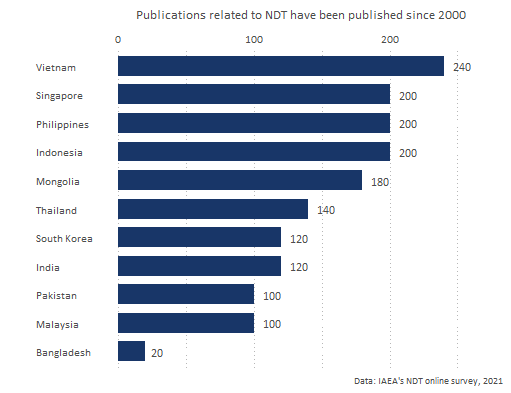 Publications related to NDT have been published since 2000
0 100 200
Vietnam 240
Singapore 200
Philippines 200
Indonesia 200
Mongolia 180
Thailand 140
South Korea 120
India 120
Pakistan 100
Malaysia 100
Bangladesh 20
Data: IAEA's NDT online survey, 2021